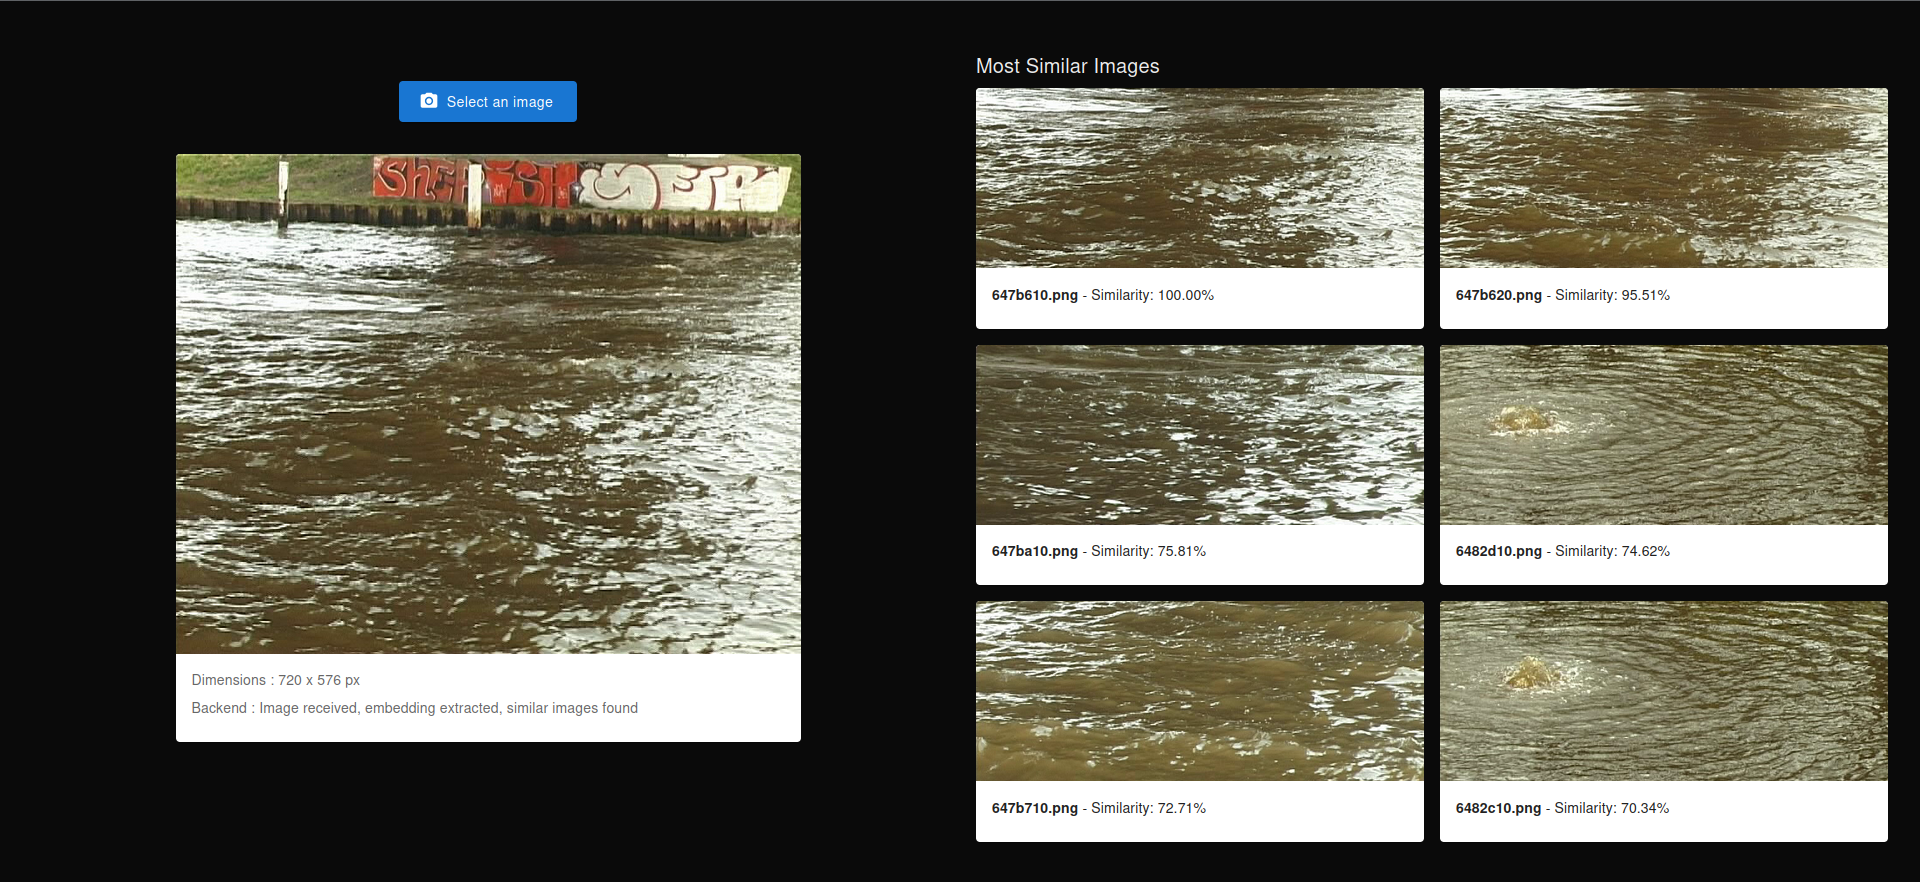 Select an image
Dimensions : 720 x 576 px
Backend : Image received, embedding extracted, similar images found
Most Similar Images
647b610.png - Similarity: 100.00%
647b620.png - Similarity: 95.51%
647ba10.png - Similarity: 75.81%
6482d10.png - Similarity: 74.62%
647b710.png - Similarity: 72.71%
6482c10.png - Similarity: 70.34%